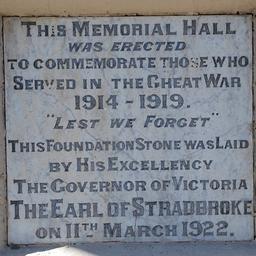 THIS MEMORIAL HALL
WAS ERECTED
TO COMMEMORATE THOSE WHO
SERVED IN THE GREAT WAR
1914 - 1919.
"LEST WE FORGET"
THIS FOUNDATION STONE WAS LAID
BY HIS EXCELLENCY
THE GOVERNOR OF VICTORIA
THE EARL OF STRADBROKE
ON 11TH MARCH 1922.